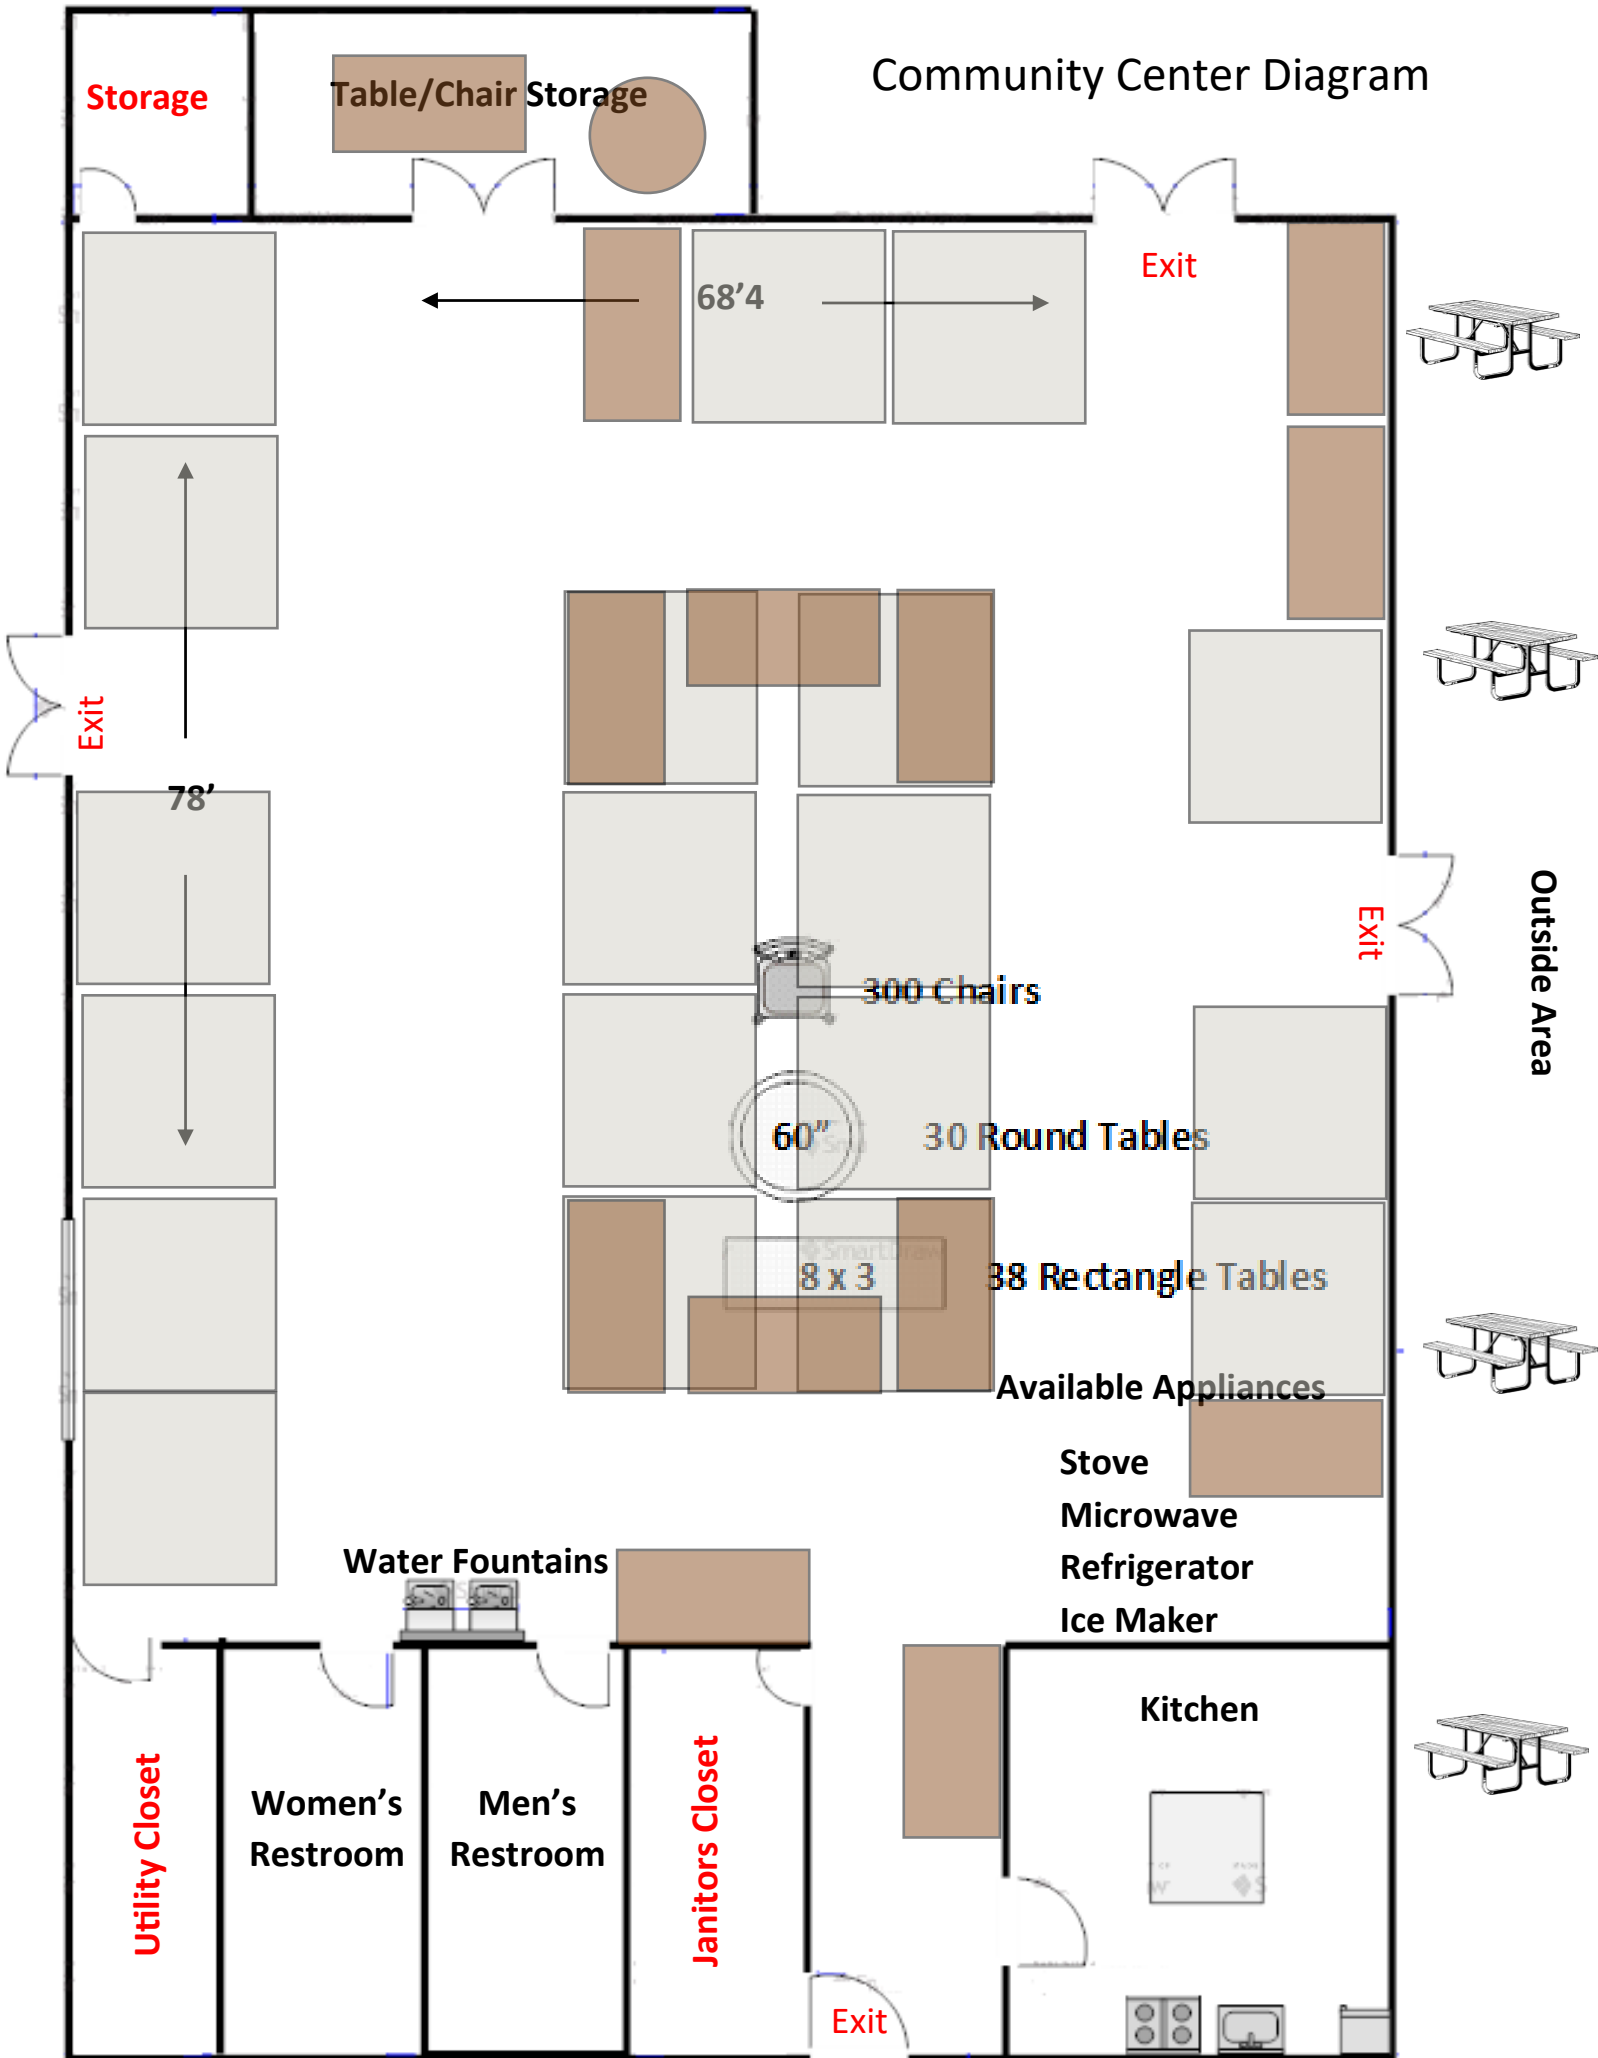 Community Center Diagram
Storage
Table/Chair Storage
Exit
68’4
Exit
78’
Exit
Outside Area
300 Chairs
60”
30 Round Tables
SmartDraw
8 x 3
38 Rectangle Tables
Available Appliances
Stove
Microwave
Refrigerator
Ice Maker
Water Fountains
Kitchen
Utility Closet
Women’s
Restroom
Men’s
Restroom
Janitors Closet
Exit